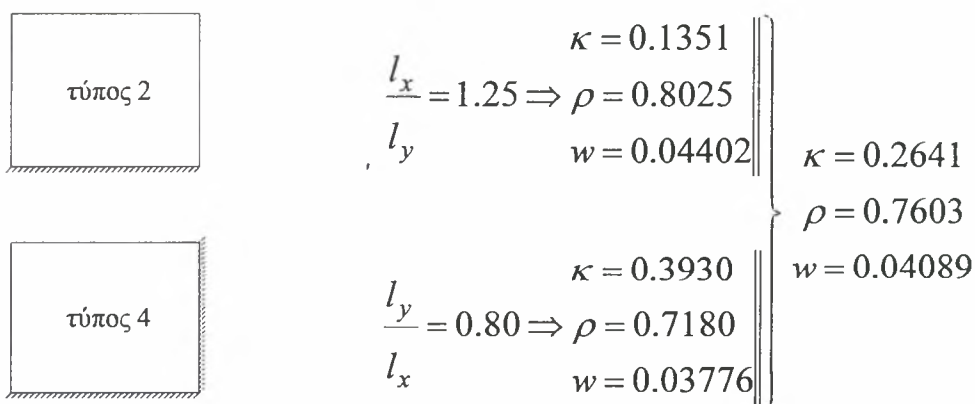 τύπος 2
l_x / l_y = 1.25 ⇒
κ = 0.1351
ρ = 0.8025
w = 0.04402
τύπος 4
l_y / l_x = 0.80 ⇒
κ = 0.3930
ρ = 0.7180
w = 0.03776
κ = 0.2641
ρ = 0.7603
w = 0.04089